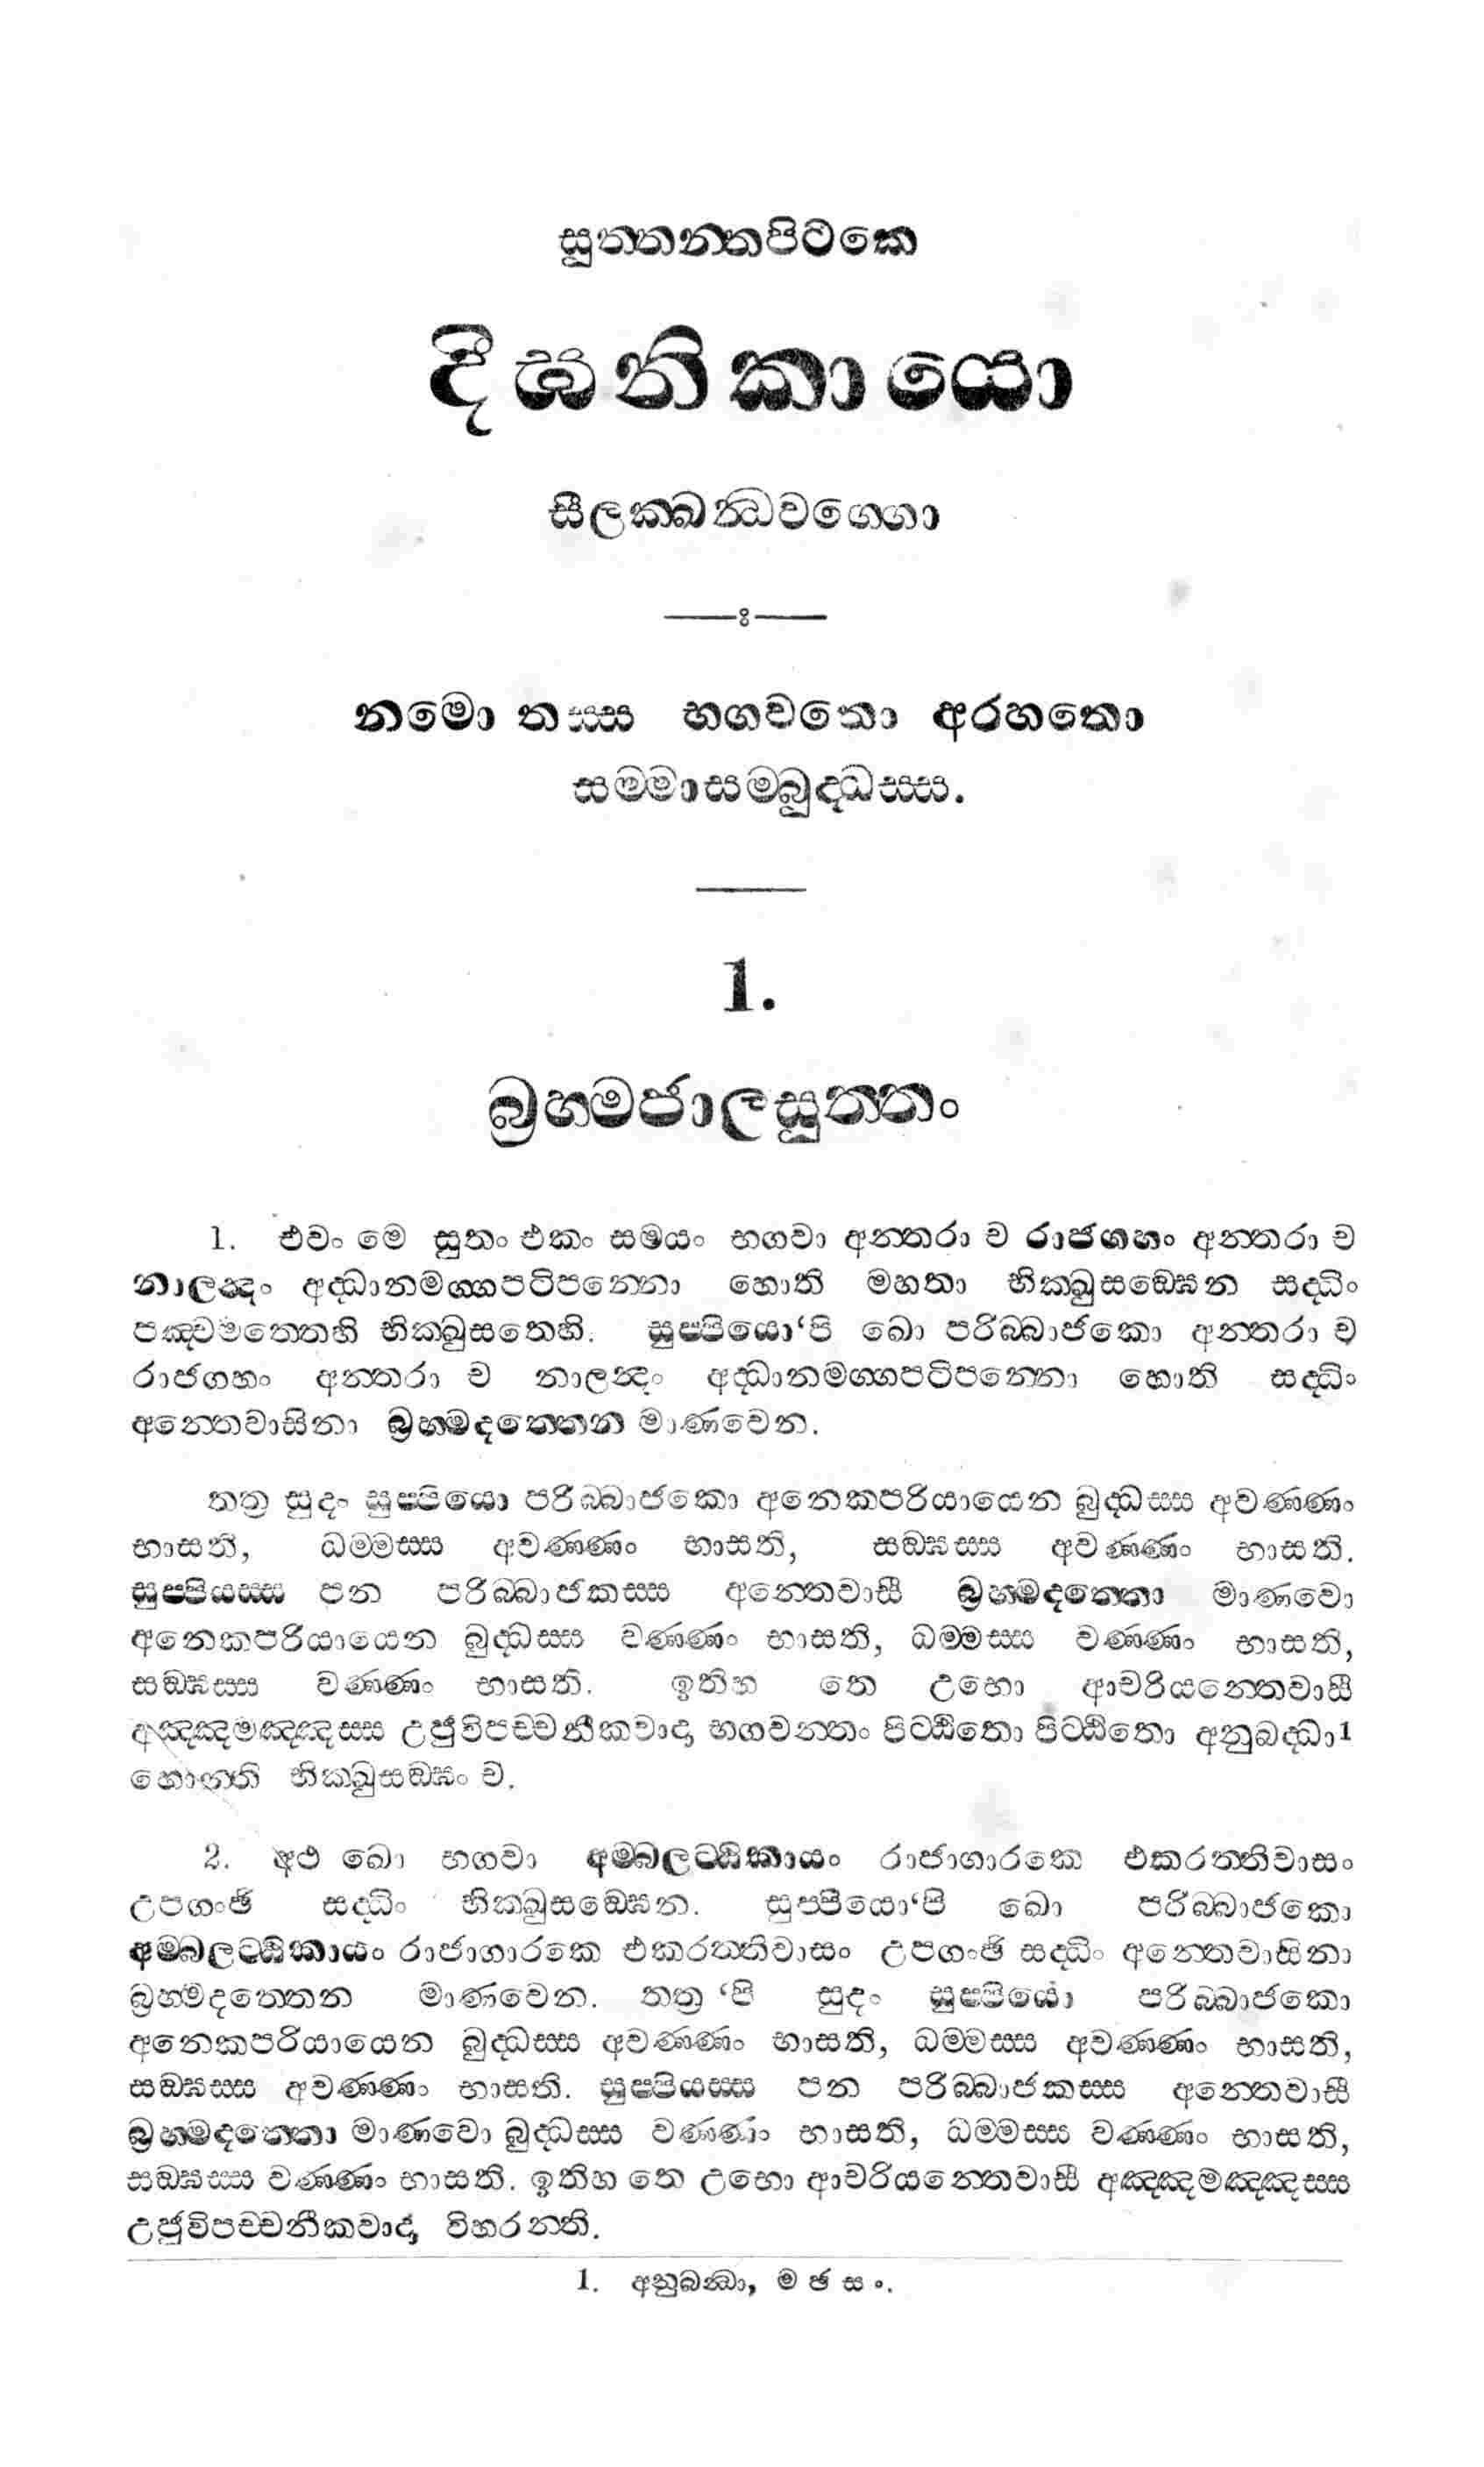 සුත්තන්තපිටකෙ
දීඝනිකායො
සීලක්ඛන්ධවග්ගො
නමො තස්ස භගවතො අරහතො
සම්මාසම්බුද්ධස්ස.
1.
බ්‍රහ්මජාලසුත්තං
1. එවං මෙ සුතං එකං සමයං භගවා අන්තරා ච රාජගහං අන්තරා ච
නාලන්දං අද්ධානමග්ගපටිපන්නො හොති මහතා භික්ඛුසඞ්ඝෙන සද්ධිං
පඤ්චමත්තෙහි භික්ඛුසතෙහි. සුප්පියො‘පි ඛො පරිබ්බාජකො අන්තරා ච
රාජගහං අන්තරා ච නාලන්දං අද්ධානමග්ගපටිපන්නො හොති සද්ධිං
අන්තෙවාසිනා බ්‍රහ්මදත්තෙන මාණවෙන.
තත්‍ර සුදං සුප්පියො පරිබ්බාජකො අනෙකපරියායෙන බුද්ධස්ස අවණ්ණං
භාසති, ධම්මස්ස අවණ්ණං භාසති, සඞ්ඝස්ස අවණ්ණං භාසති.
සුප්පියස්ස පන පරිබ්බාජකස්ස අන්තෙවාසී බ්‍රහ්මදත්තො මාණවො
අනෙකපරියායෙන බුද්ධස්ස වණ්ණං භාසති, ධම්මස්ස වණ්ණං භාසති,
සඞ්ඝස්ස වණ්ණං භාසති. ඉතිහ තෙ උභො ආචරියන්තෙවාසී
අඤ්ඤමඤ්ඤස්ස උජුවිපච්චනීකවාදා භගවන්තං පිට්ඨිතො පිට්ඨිතො අනුබද්ධා1
හොන්ති භික්ඛුසඞ්ඝං ච.
2. අථ ඛො භගවා අම්බලට්ඨිකායං රාජාගාරකෙ එකරත්තිවාසං
උපගංඡි සද්ධිං භික්ඛුසඞ්ඝෙන. සුප්පියො‘පි ඛො පරිබ්බාජකො
අම්බලට්ඨිකායං රාජාගාරකෙ එකරත්තිවාසං උපගංඡි සද්ධිං අන්තෙවාසිනා
බ්‍රහ්මදත්තෙන මාණවෙන. තත්‍ර ‘පි සුදං සුප්පියො පරිබ්බාජකො
අනෙකපරියායෙන බුද්ධස්ස අවණ්ණං භාසති, ධම්මස්ස අවණ්ණං භාසති,
සඞ්ඝස්ස අවණ්ණං භාසති. සුප්පියස්ස පන පරිබ්බාජකස්ස අන්තෙවාසී
බ්‍රහ්මදත්තො මාණවො බුද්ධස්ස වණ්ණං භාසති, ධම්මස්ස වණ්ණං භාසති,
සඞ්ඝස්ස වණ්ණං භාසති. ඉතිහ තෙ උභො ආචරියන්තෙවාසී අඤ්ඤමඤ්ඤස්ස
උජුවිපච්චනීකවාදා විහරන්ති.
1. අනුබන්ධා, ම ඡ ස ං.